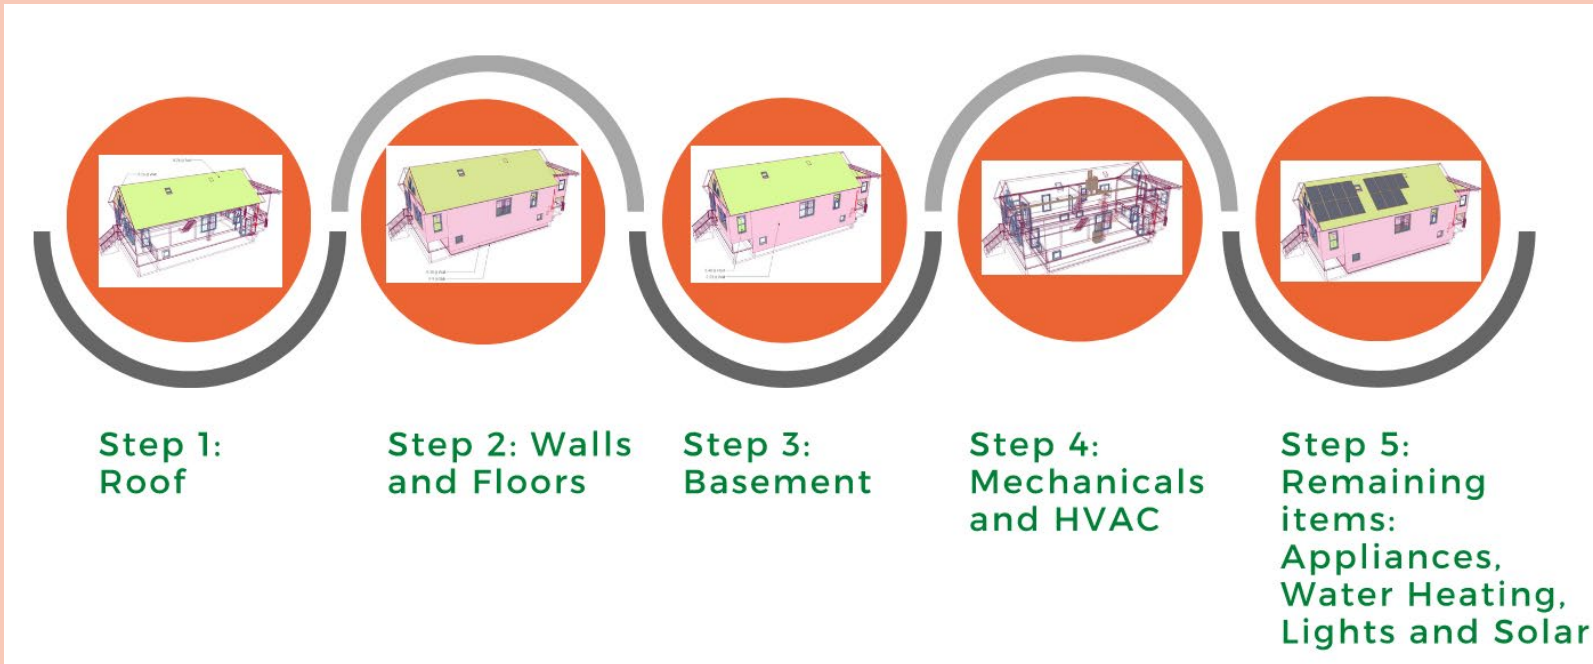 Step 1:
Roof
Step 2: Walls
and Floors
Step 3:
Basement
Step 4:
Mechanicals
and HVAC
Step 5:
Remaining
items:
Appliances,
Water Heating,
Lights and Solar